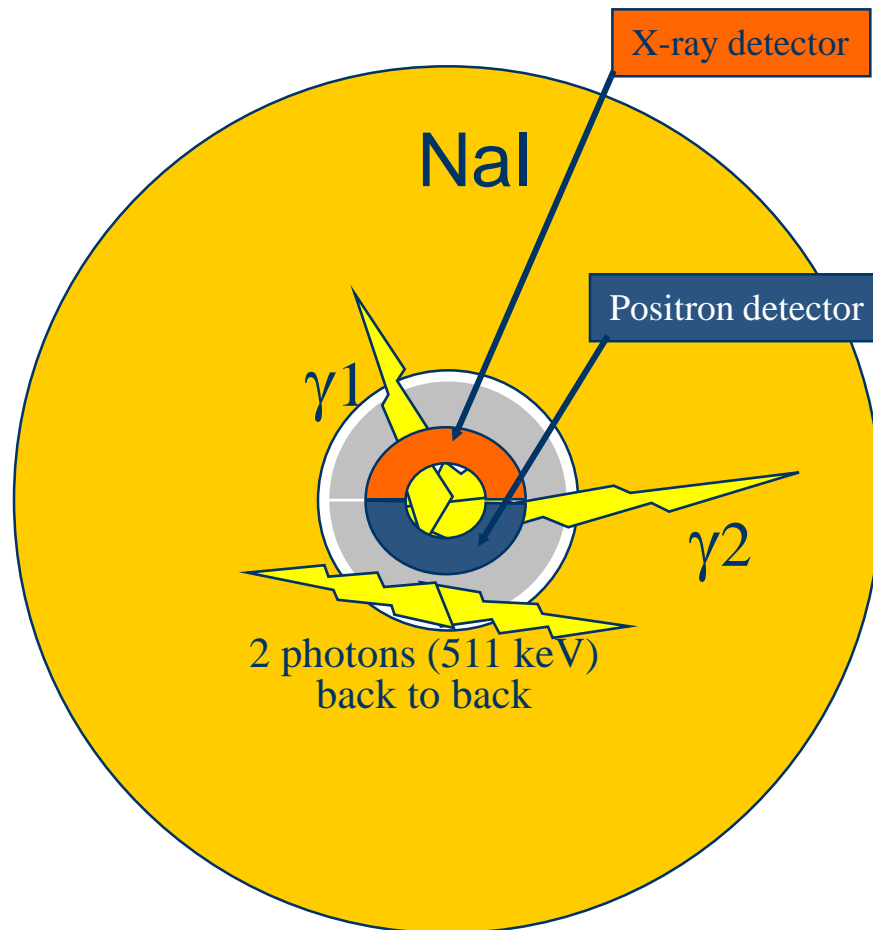 X-ray detector
NaI
Positron detector
γ1
γ2
2 photons (511 keV)
back to back